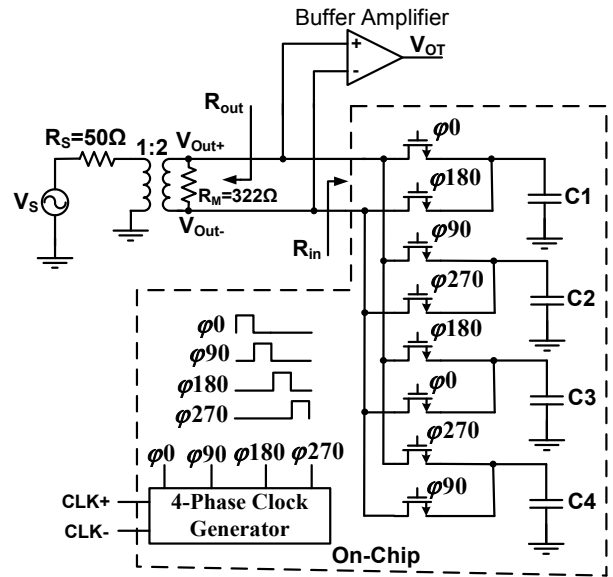 Buffer Amplifier
+
-
V_OT
R_out
R_S=50Ω
1:2
V_Out+
R_M=322Ω
V_Out-
V_S
R_in
φ0
φ180
C1
φ90
φ270
C2
φ180
φ0
C3
φ270
φ90
C4
φ0
φ90
φ180
φ270
φ0 φ90 φ180 φ270
CLK+
CLK-
4-Phase Clock
Generator
On-Chip